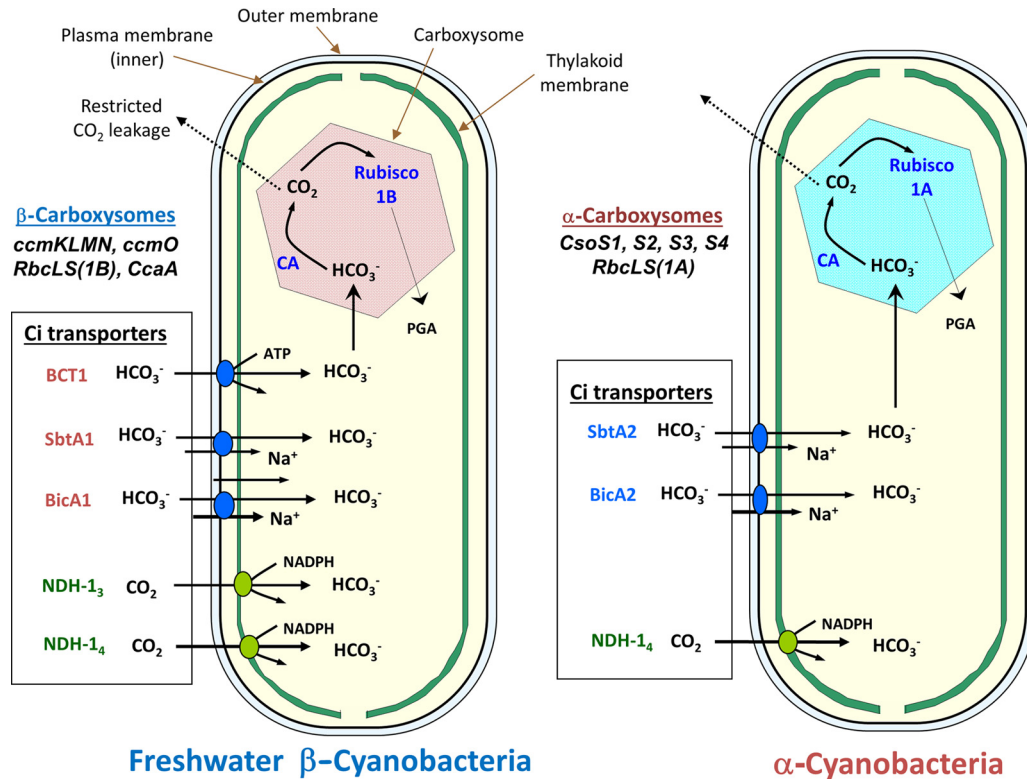 Outer membrane
Plasma membrane
(inner)
Carboxysome
Thylakoid
membrane
Restricted
CO₂ leakage
CO₂
Rubisco
1B
CA
HCO₃⁻
PGA
β-Carboxysomes
ccmKLMN, ccmO
RbcLS(1B), CcaA
Ci transporters
BCT1 HCO₃⁻ ATP HCO₃⁻
SbtA1 HCO₃⁻ Na⁺ HCO₃⁻
BicA1 HCO₃⁻ Na⁺ HCO₃⁻
NDH-1₃ CO₂ NADPH HCO₃⁻
NDH-1₄ CO₂ NADPH HCO₃⁻
Freshwater β-Cyanobacteria
CO₂
Rubisco
1A
CA
HCO₃⁻
PGA
α-Carboxysomes
CsoS1, S2, S3, S4
RbcLS(1A)
Ci transporters
SbtA2 HCO₃⁻ Na⁺ HCO₃⁻
BicA2 HCO₃⁻ Na⁺ HCO₃⁻
NDH-1₄ CO₂ NADPH HCO₃⁻
α-Cyanobacteria